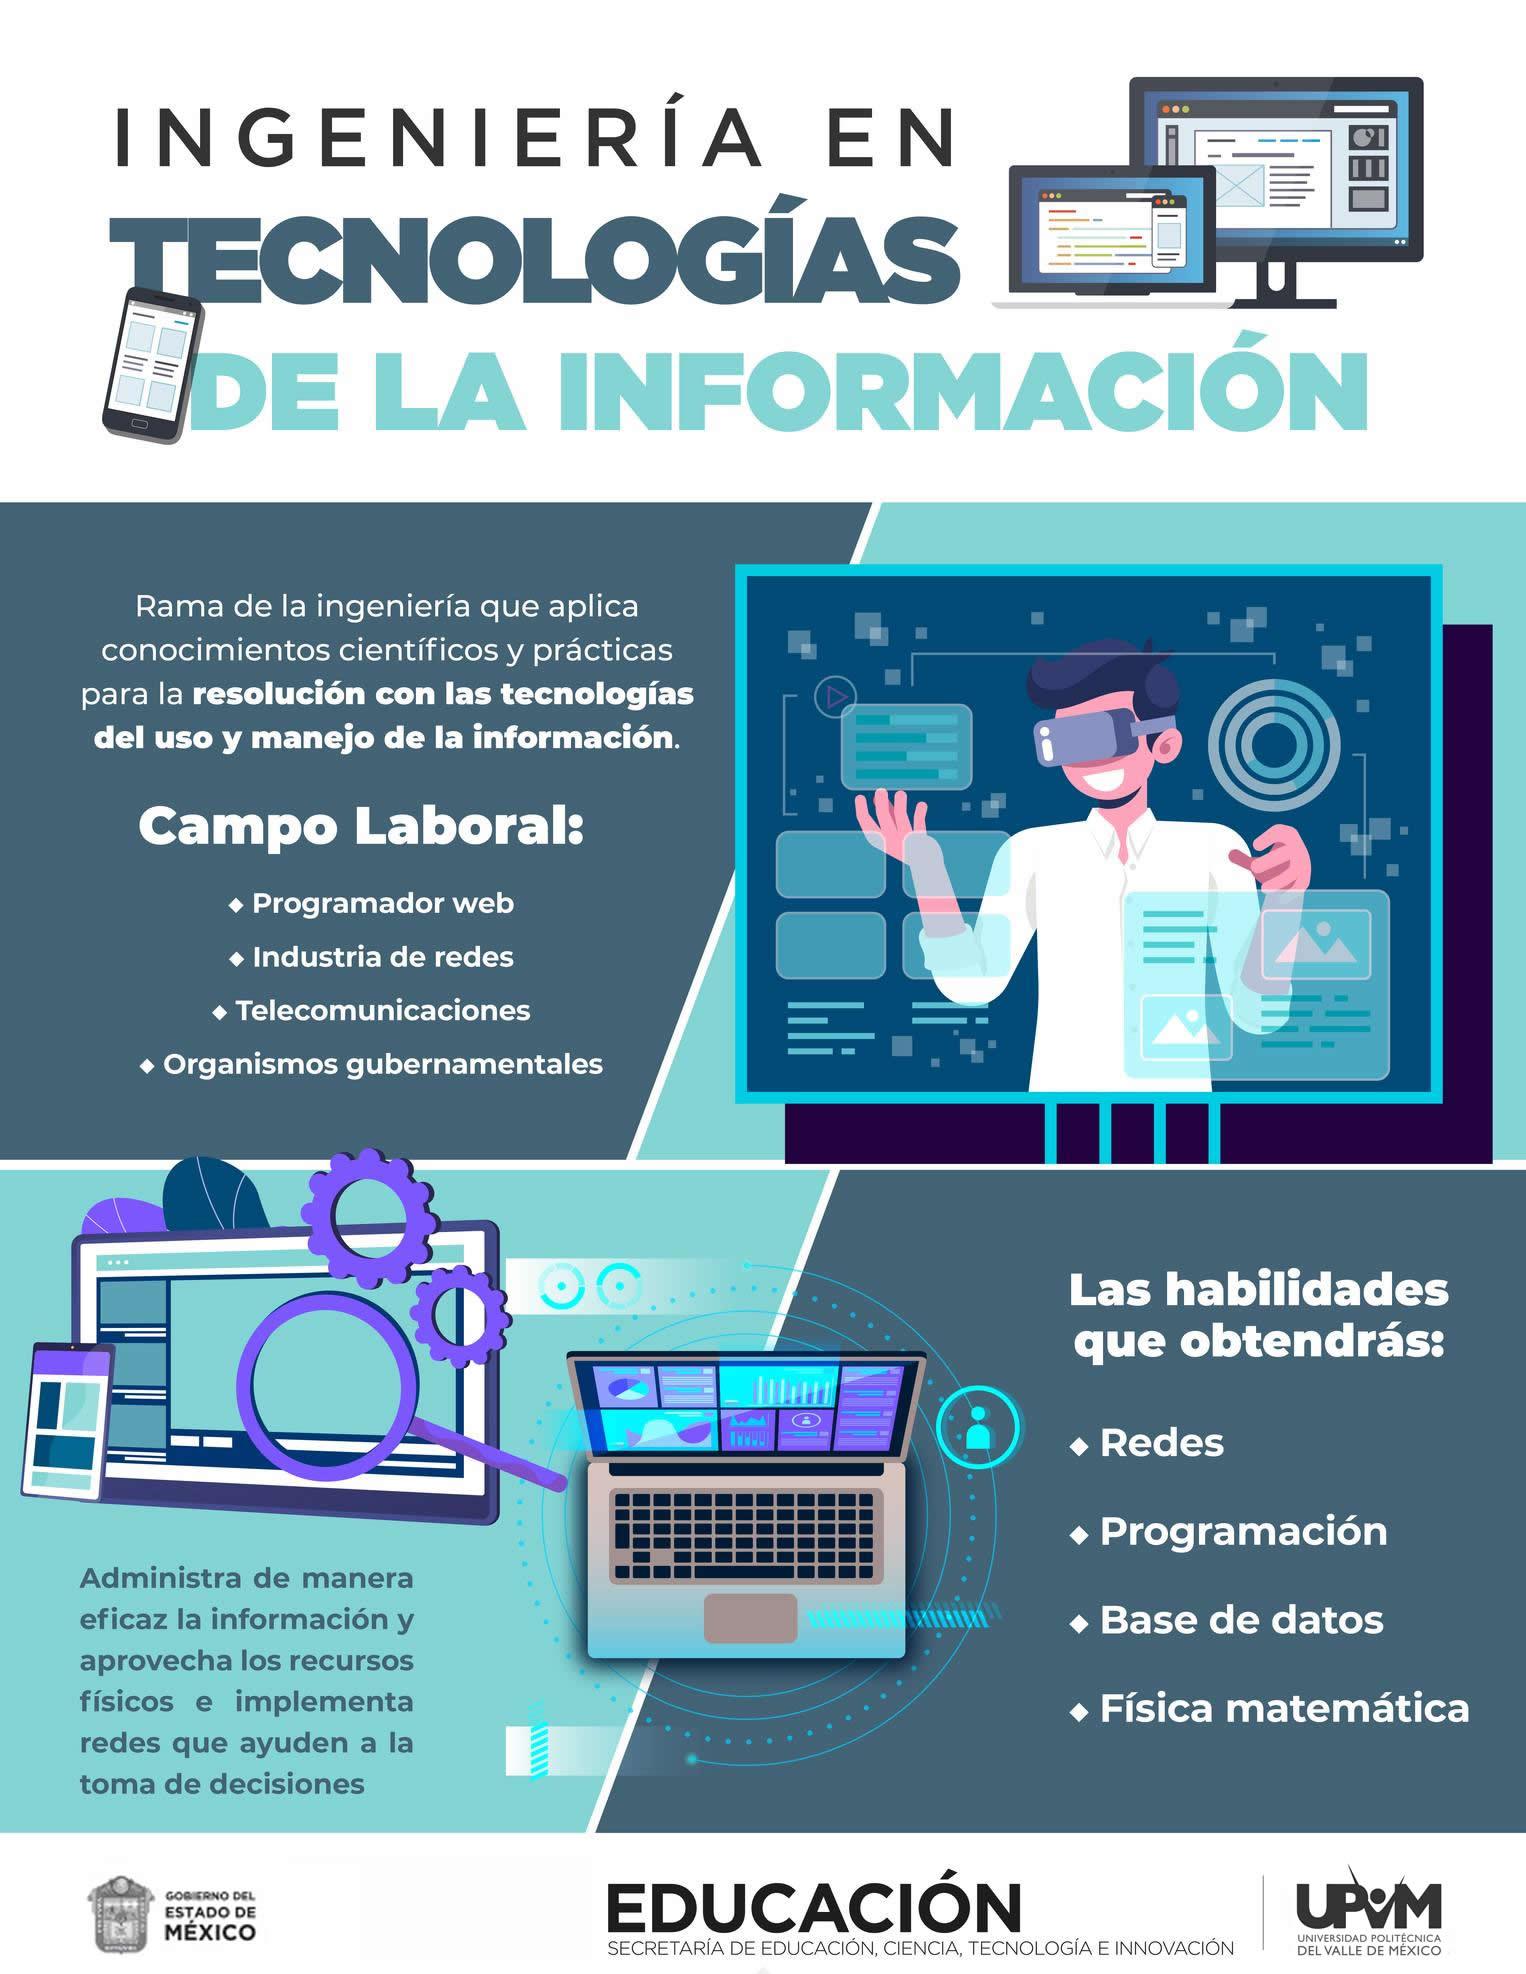 INGENIERÍA EN
TECNOLOGÍAS
DE LA INFORMACIÓN
Rama de la ingeniería que aplica
conocimientos científicos y prácticas
para la resolución con las tecnologías
del uso y manejo de la información.
Campo Laboral:
◆ Programador web
◆ Industria de redes
◆ Telecomunicaciones
◆ Organismos gubernamentales
Las habilidades
que obtendrás:
◆ Redes
◆ Programación
◆ Base de datos
◆ Física matemática
Administra de manera
eficaz la información y
aprovecha los recursos
físicos e implementa
redes que ayuden a la
toma de decisiones
GOBIERNO DEL
ESTADO DE
MÉXICO
EDUCACIÓN
SECRETARÍA DE EDUCACIÓN, CIENCIA, TECNOLOGÍA E INNOVACIÓN
UPVM
UNIVERSIDAD POLITÉCNICA
DEL VALLE DE MÉXICO